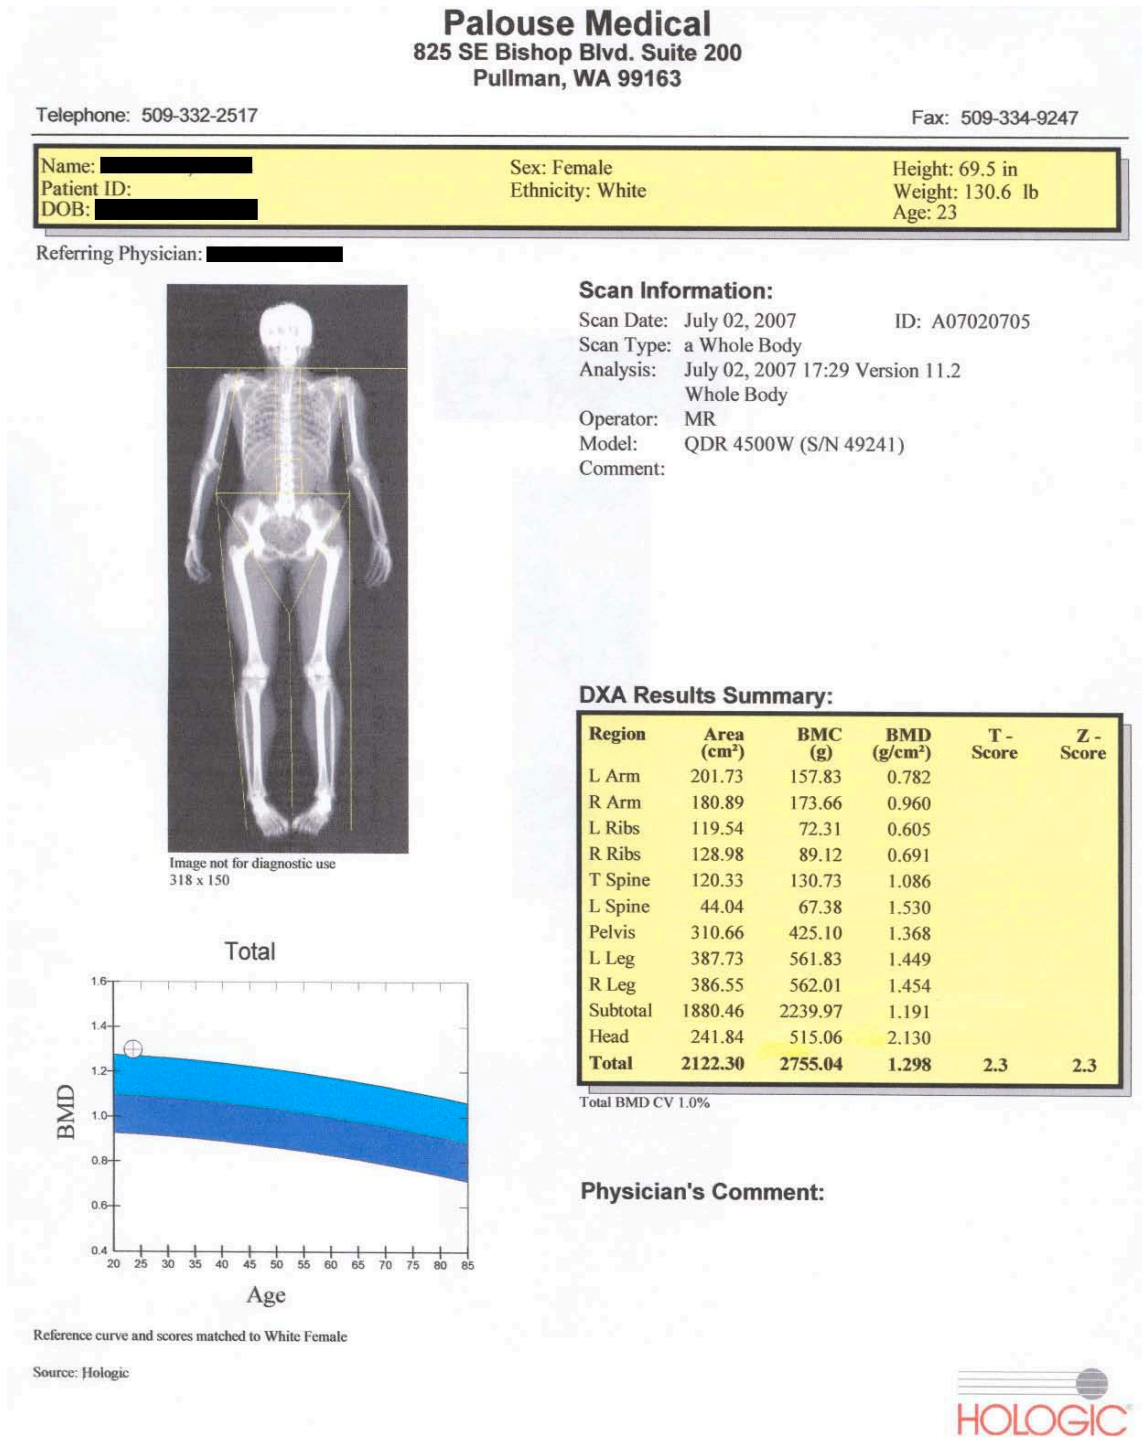 Palouse Medical
825 SE Bishop Blvd. Suite 200
Pullman, WA 99163
Telephone: 509-332-2517 Fax: 509-334-9247
Name: Sex: Female Height: 69.5 in
Patient ID: Ethnicity: White Weight: 130.6 lb
DOB: Age: 23
Referring Physician:
Scan Information:
Scan Date: July 02, 2007 ID: A07020705
Scan Type: a Whole Body
Analysis: July 02, 2007 17:29 Version 11.2
Whole Body
Operator: MR
Model: QDR 4500W (S/N 49241)
Comment:
Image not for diagnostic use
318 x 150
DXA Results Summary:
Region Area (cm²) BMC (g) BMD (g/cm²) T - Score Z - Score
L Arm 201.73 157.83 0.782
R Arm 180.89 173.66 0.960
L Ribs 119.54 72.31 0.605
R Ribs 128.98 89.12 0.691
T Spine 120.33 130.73 1.086
L Spine 44.04 67.38 1.530
Pelvis 310.66 425.10 1.368
L Leg 387.73 561.83 1.449
R Leg 386.55 562.01 1.454
Subtotal 1880.46 2239.97 1.191
Head 241.84 515.06 2.130
Total 2122.30 2755.04 1.298 2.3 2.3
Total BMD CV 1.0%
Physician's Comment:
Total
BMD
1.6
1.4
1.2
1.0
0.8
0.6
0.4
20 25 30 35 40 45 50 55 60 65 70 75 80 85
Age
Reference curve and scores matched to White Female
Source: Hologic
HOLOGIC